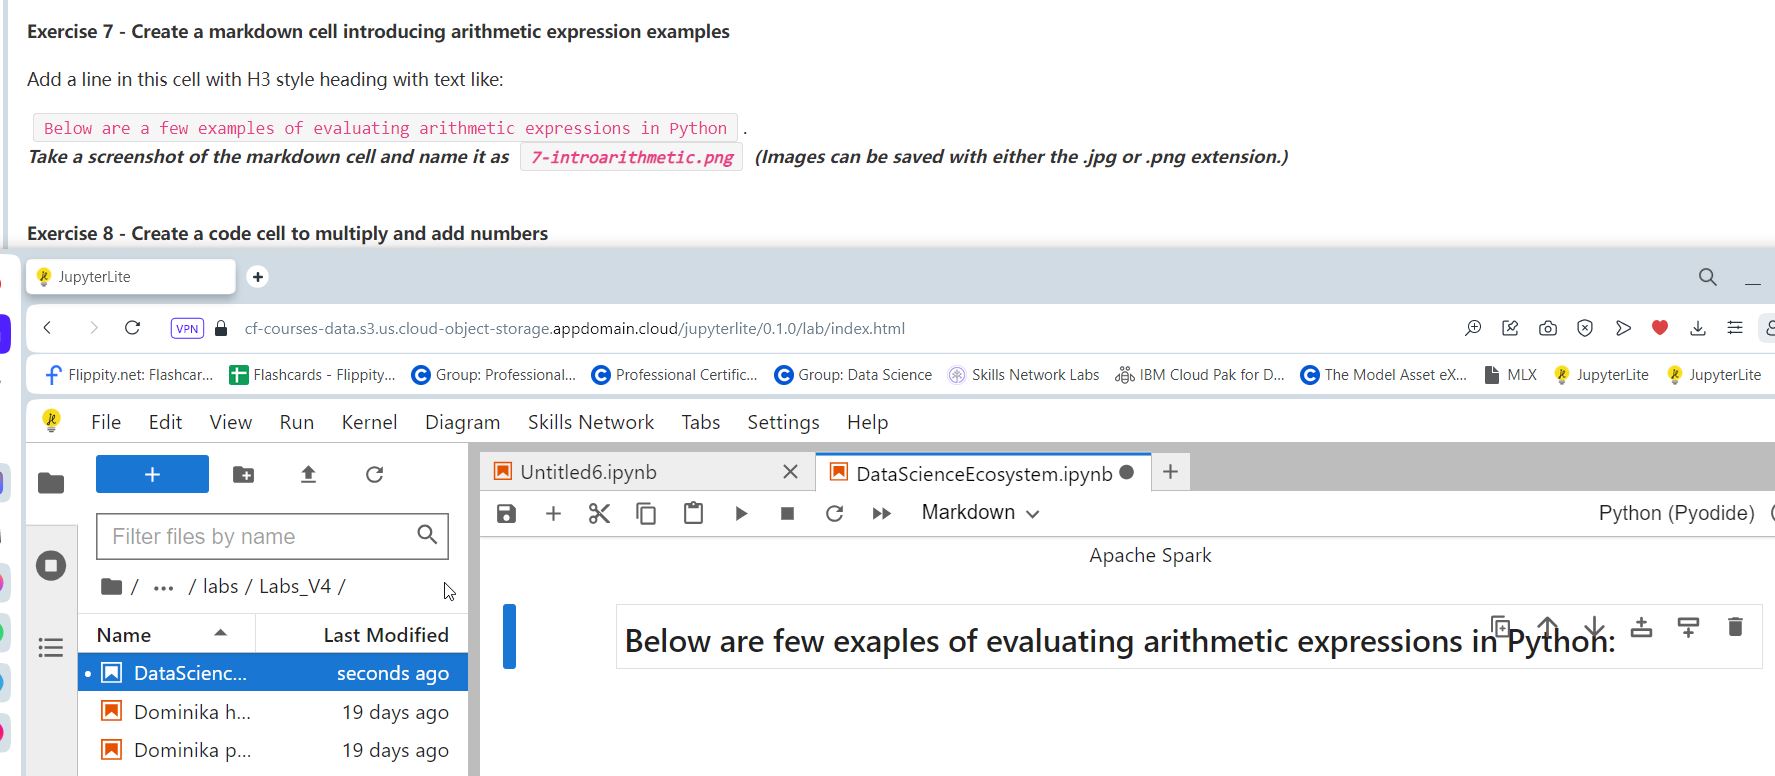 Exercise 7 - Create a markdown cell introducing arithmetic expression examples
Add a line in this cell with H3 style heading with text like:
Below are a few examples of evaluating arithmetic expressions in Python .
Take a screenshot of the markdown cell and name it as 7-introarithmetic.png (Images can be saved with either the .jpg or .png extension.)
Exercise 8 - Create a code cell to multiply and add numbers
JupyterLite
VPN cf-courses-data.s3.us.cloud-object-storage.appdomain.cloud/jupyterlite/0.1.0/lab/index.html
Flippity.net: Flashcar... Flashcards - Flippity... Group: Professional... Professional Certific... Group: Data Science Skills Network Labs IBM Cloud Pak for D... The Model Asset eX... MLX JupyterLite JupyterLite
File Edit View Run Kernel Diagram Skills Network Tabs Settings Help
Untitled6.ipynb DataScienceEcosystem.ipynb
Markdown Python (Pyodide)
Filter files by name
Apache Spark
/ ... / labs / Labs_V4 /
Name Last Modified
Below are few exaples of evaluating arithmetic expressions in Python:
DataScienc... seconds ago
Dominika h... 19 days ago
Dominika p... 19 days ago